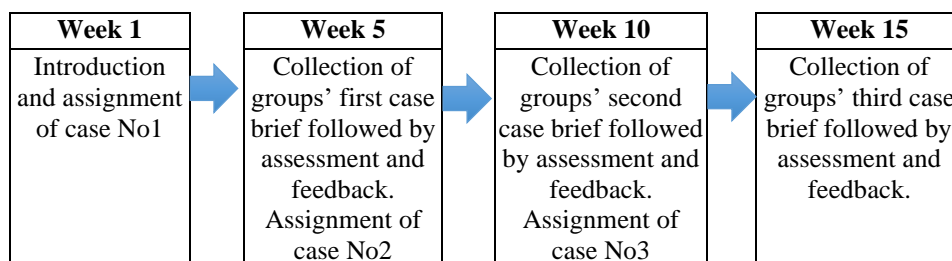 Week 1
Introduction
and assignment
of case No1
Week 5
Collection of
groups’ first case
brief followed by
assessment and
feedback.
Assignment of
case No2
Week 10
Collection of
groups’ second
case brief followed
by assessment and
feedback.
Assignment of
case No3
Week 15
Collection of
groups’ third case
brief followed by
assessment and
feedback.